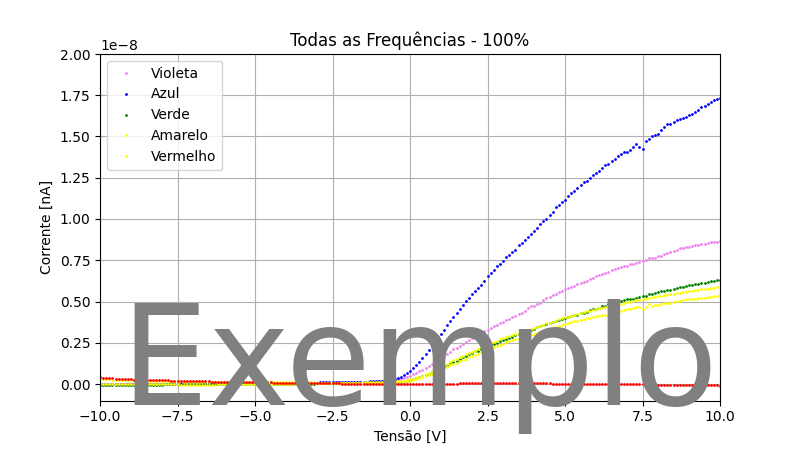 Todas as Frequências - 100%
1e−8
2.00
1.75
1.50
1.25
1.00
0.75
0.50
0.25
0.00
Corrente [nA]
Violeta
Azul
Verde
Amarelo
Vermelho
Exemplo
−10.0 −7.5 −5.0 −2.5 0.0 2.5 5.0 7.5 10.0
Tensão [V]